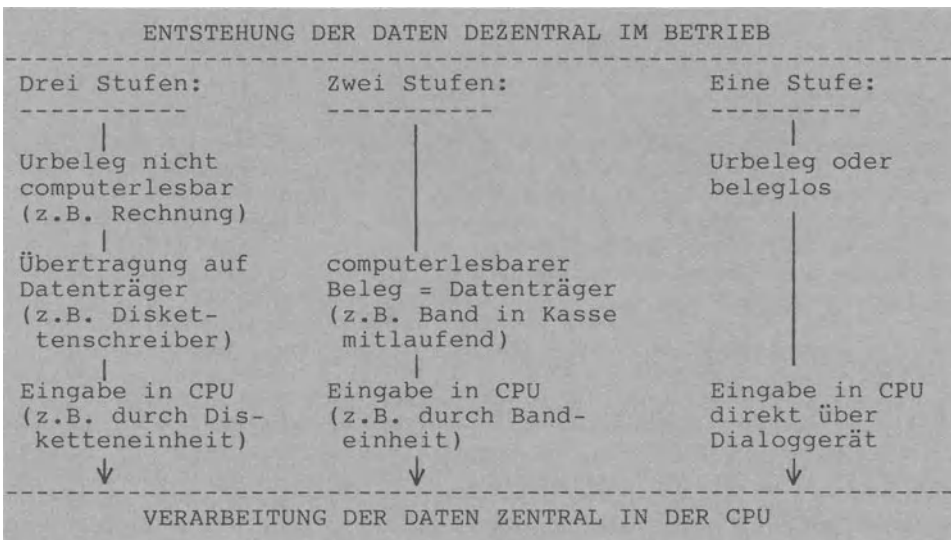 ENTSTEHUNG DER DATEN DEZENTRAL IM BETRIEB
Drei Stufen:
Urbeleg nicht
computerlesbar
(z.B. Rechnung)
Übertragung auf
Datenträger
(z.B. Disket-
tenschreiber)
Eingabe in CPU
(z.B. durch Dis-
ketteneinheit)
Zwei Stufen:
computerlesbarer
Beleg = Datenträger
(z.B. Band in Kasse
mitlaufend)
Eingabe in CPU
(z.B. durch Band-
einheit)
Eine Stufe:
Urbeleg oder
beleglos
Eingabe in CPU
direkt über
Dialoggerät
VERARBEITUNG DER DATEN ZENTRAL IN DER CPU